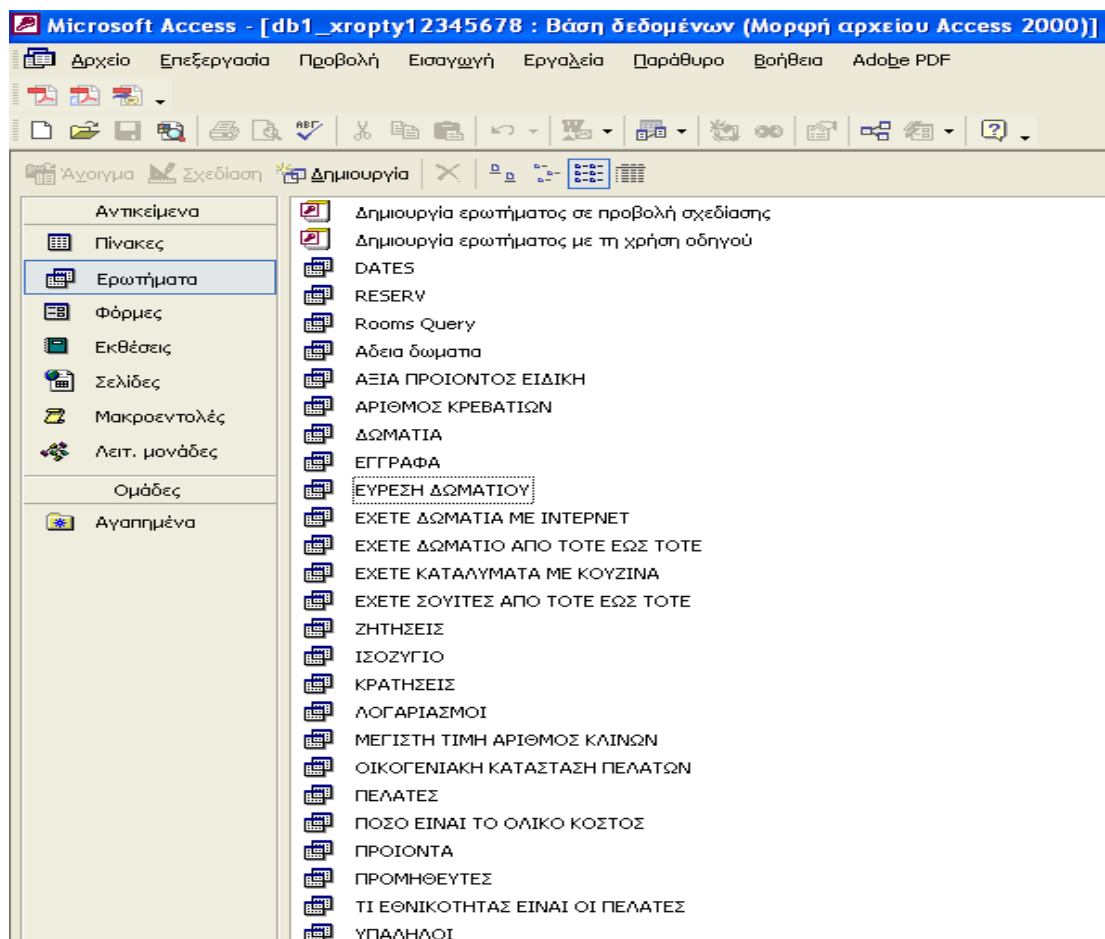 Microsoft Access - [db1_xropty12345678 : Βάση δεδομένων (Μορφή αρχείου Access 2000)]
Αρχείο Επεξεργασία Προβολή Εισαγωγή Εργαλεία Παράθυρο Βοήθεια Adobe PDF
Άνοιγμα Σχεδίαση Δημιουργία
Αντικείμενα
Πίνακες
Ερωτήματα
Φόρμες
Εκθέσεις
Σελίδες
Μακροεντολές
Λειτ. μονάδες
Ομάδες
Αγαπημένα
Δημιουργία ερωτήματος σε προβολή σχεδίασης
Δημιουργία ερωτήματος με τη χρήση οδηγού
DATES
RESERV
Rooms Query
Αδεια δωματια
ΑΞΙΑ ΠΡΟΙΟΝΤΟΣ ΕΙΔΙΚΗ
ΑΡΙΘΜΟΣ ΚΡΕΒΑΤΙΩΝ
ΔΩΜΑΤΙΑ
ΕΓΓΡΑΦΑ
ΕΥΡΕΣΗ ΔΩΜΑΤΙΟΥ
ΕΧΕΤΕ ΔΩΜΑΤΙΑ ΜΕ INTERNET
ΕΧΕΤΕ ΔΩΜΑΤΙΟ ΑΠΟ ΤΟΤΕ ΕΩΣ ΤΟΤΕ
ΕΧΕΤΕ ΚΑΤΑΛΥΜΑΤΑ ΜΕ ΚΟΥΖΙΝΑ
ΕΧΕΤΕ ΣΟΥΙΤΕΣ ΑΠΟ ΤΟΤΕ ΕΩΣ ΤΟΤΕ
ΖΗΤΗΣΕΙΣ
ΙΣΟΖΥΓΙΟ
ΚΡΑΤΗΣΕΙΣ
ΛΟΓΑΡΙΑΣΜΟΙ
ΜΕΓΙΣΤΗ ΤΙΜΗ ΑΡΙΘΜΟΣ ΚΛΙΝΩΝ
ΟΙΚΟΓΕΝΙΑΚΗ ΚΑΤΑΣΤΑΣΗ ΠΕΛΑΤΩΝ
ΠΕΛΑΤΕΣ
ΠΟΣΟ ΕΙΝΑΙ ΤΟ ΟΛΙΚΟ ΚΟΣΤΟΣ
ΠΡΟΙΟΝΤΑ
ΠΡΟΜΗΘΕΥΤΕΣ
ΤΙ ΕΘΝΙΚΟΤΗΤΑΣ ΕΙΝΑΙ ΟΙ ΠΕΛΑΤΕΣ
ΥΠΑΛΗΛΟΙ